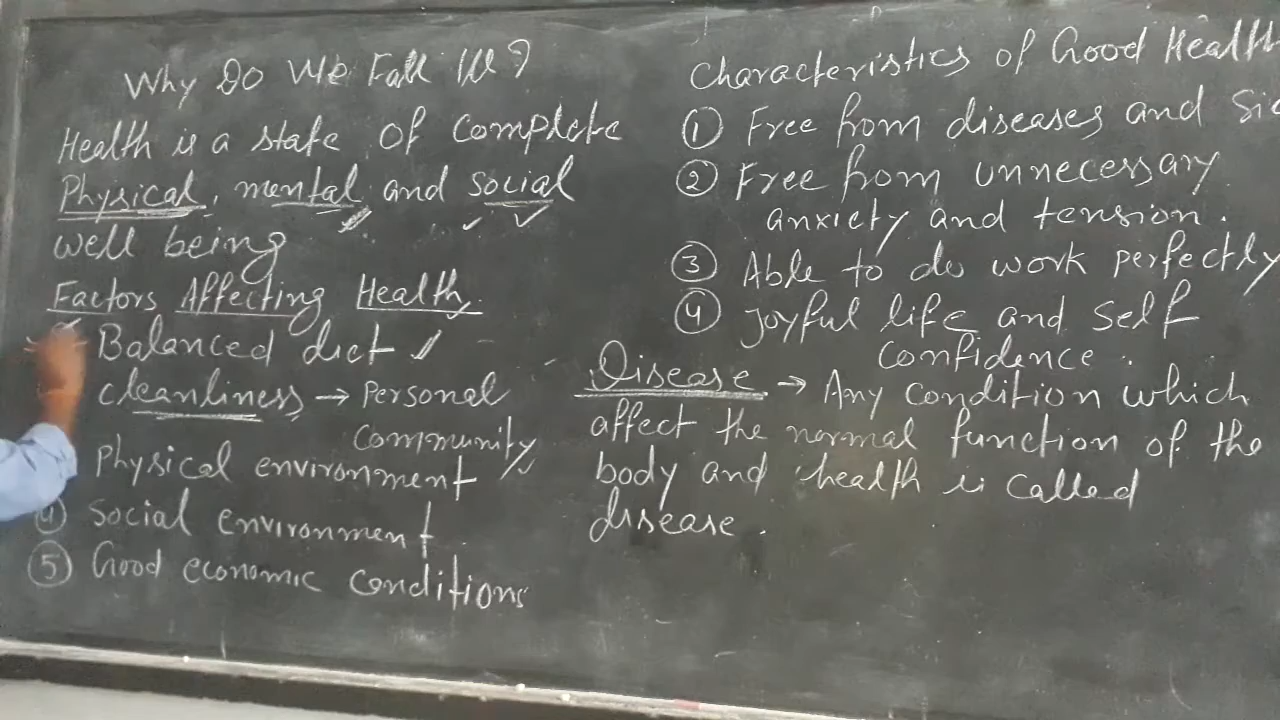 Why Do We Fall Ill?
Health is a state of complete
Physical, mental and social
well being
Factors Affecting Health
Balanced diet
cleanliness → Personal
Community
Physical environment
④ Social environment
⑤ Good economic conditions
Characteristics of Good Health
① Free from diseases and
② Free from unnecessary
anxiety and tension.
③ Able to do work perfectly
④ Joyful life and self
confidence.
Disease → Any condition which
affect the normal function of the
body and health is called
disease.